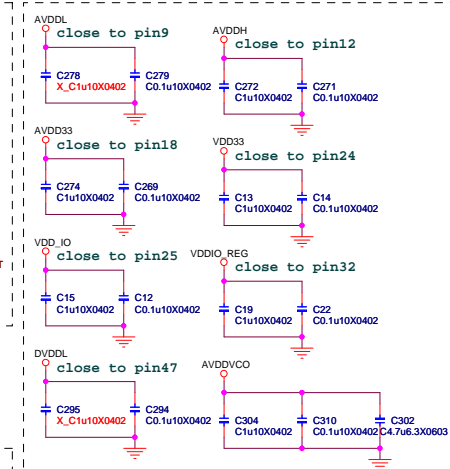 AVDDL
close to pin9
C278
X_C1u10X0402
C279
C0.1u10X0402
AVDDH
close to pin12
C272
C1u10X0402
C271
C0.1u10X0402
AVDD33
close to pin18
C274
C1u10X0402
C269
C0.1u10X0402
VDD33
close to pin24
C13
C1u10X0402
C14
C0.1u10X0402
VDD_IO
close to pin25
C15
C1u10X0402
C12
C0.1u10X0402
VDDIO_REG
close to pin32
C19
C1u10X0402
C22
C0.1u10X0402
DVDDL
close to pin47
C295
X_C1u10X0402
C294
C0.1u10X0402
AVDDVCO
C304
C1u10X0402
C310
C0.1u10X0402
C302
C4.7u6.3X0603